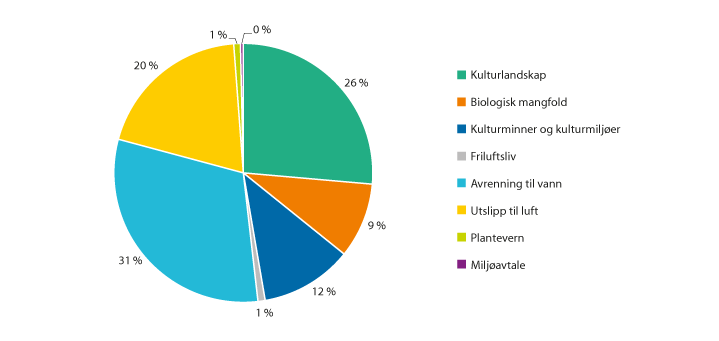 1 %
0 %
20 %
26 %
9 %
12 %
1 %
31 %
Kulturlandskap
Biologisk mangfold
Kulturminner og kulturmiljøer
Friluftsliv
Avrenning til vann
Utslipp til luft
Plantevern
Miljøavtale